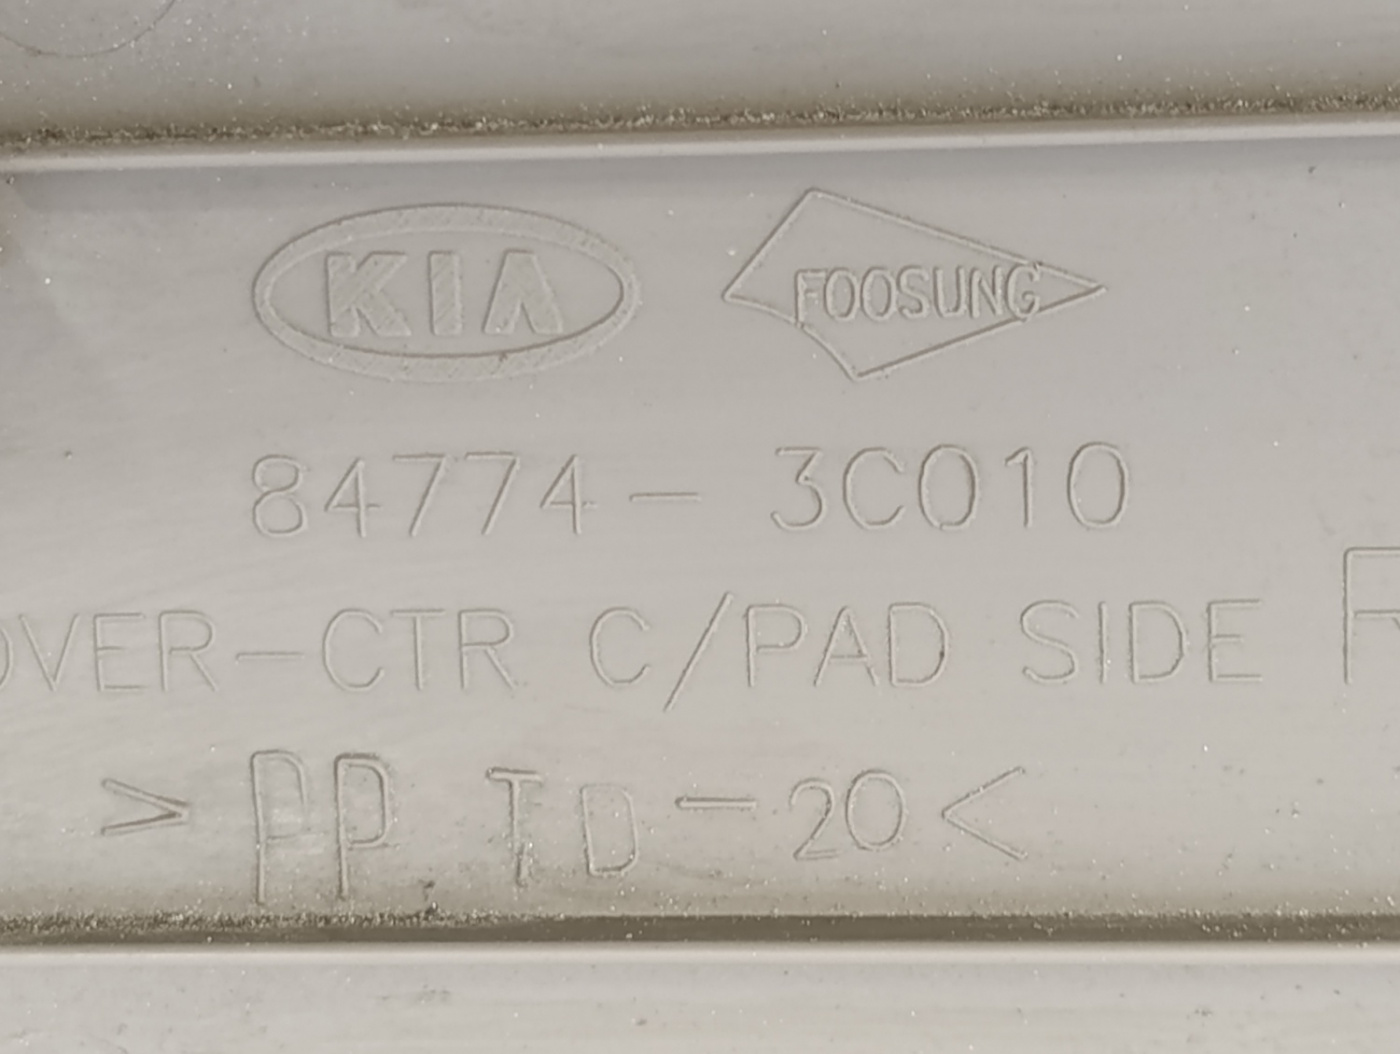 KIA FOOSUNG
84774-3C010
OVER-CTR C/PAD SIDE R
>PP TD-20<